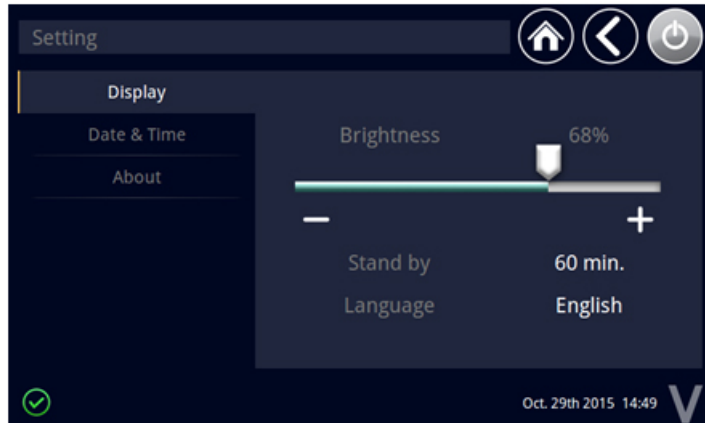 Setting
Display
Date & Time
About
Brightness 68%
Stand by 60 min.
Language English
Oct. 29th 2015 14:49
V